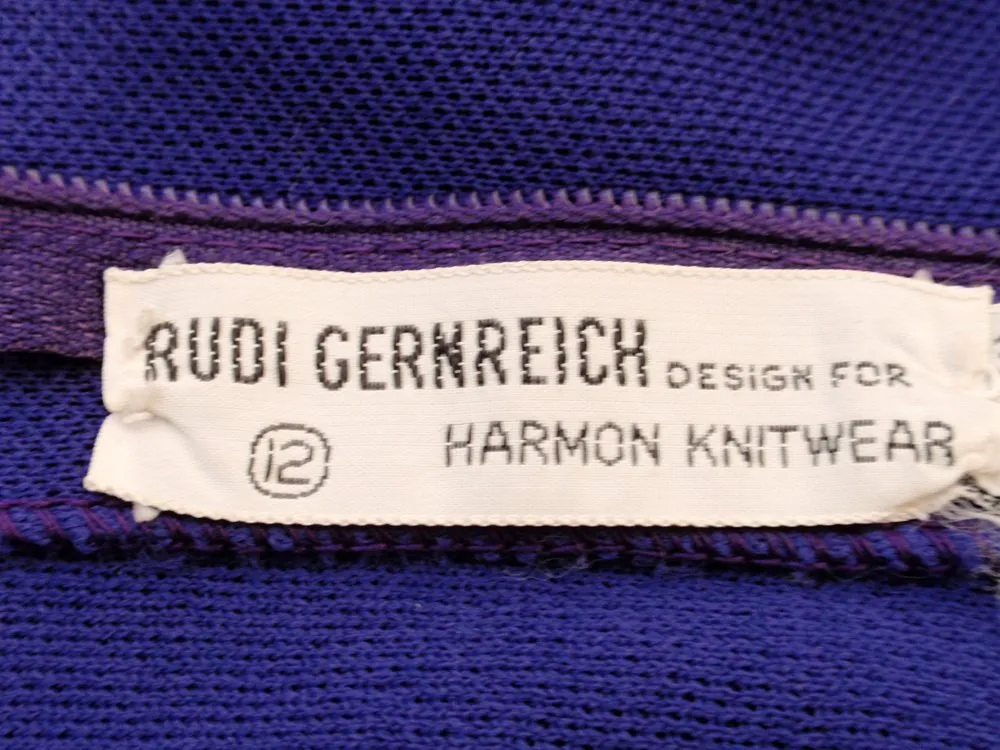 RUDI GERNREICH DESIGN FOR
12 HARMON KNITWEAR